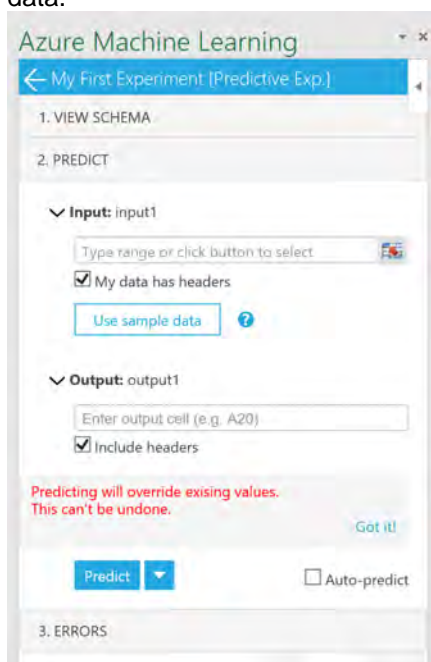 data.
Azure Machine Learning
My First Experiment [Predictive Exp.]
1. VIEW SCHEMA
2. PREDICT
Input: input1
Type range or click button to select
My data has headers
Use sample data ?
Output: output1
Enter output cell (e.g. A20)
Include headers
Predicting will override exising values.
This can't be undone.
Got it!
Predict
Auto-predict
3. ERRORS